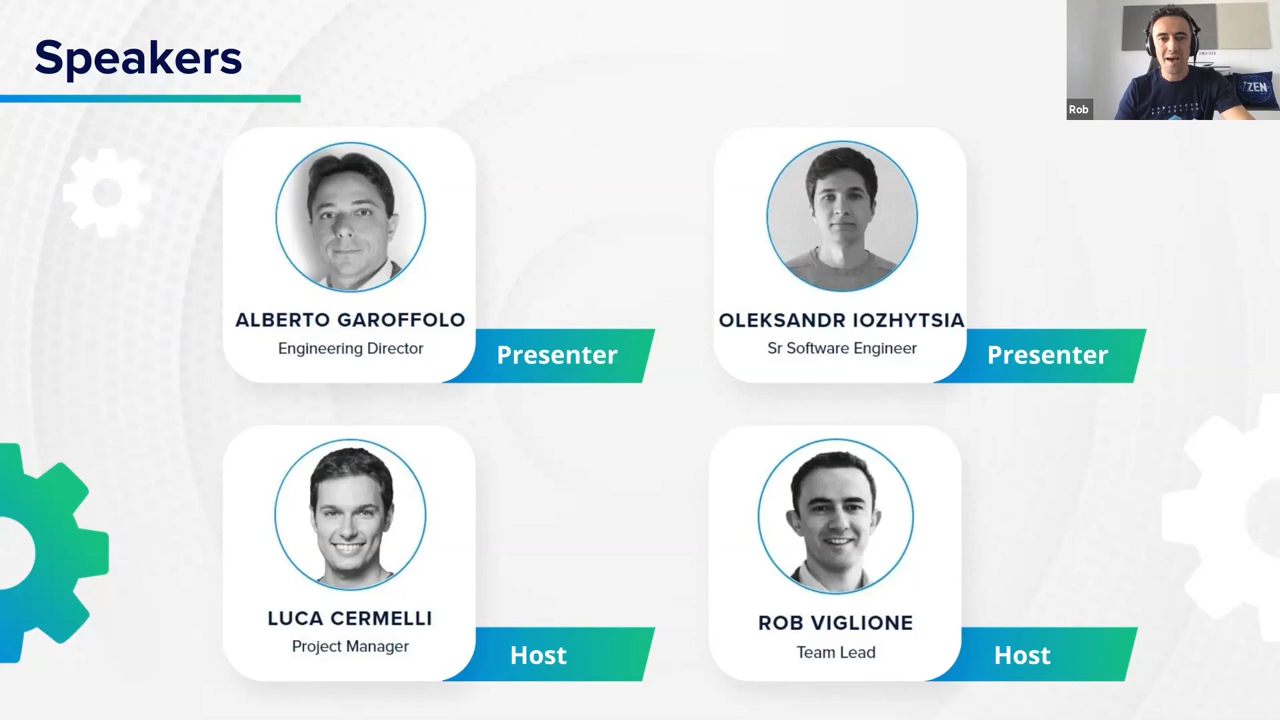 Speakers
Rob
ZEN
ALBERTO GAROFFOLO
Engineering Director
Presenter
OLEKSANDR IOZHYTSIA
Sr Software Engineer
Presenter
LUCA CERMELLI
Project Manager
Host
ROB VIGLIONE
Team Lead
Host